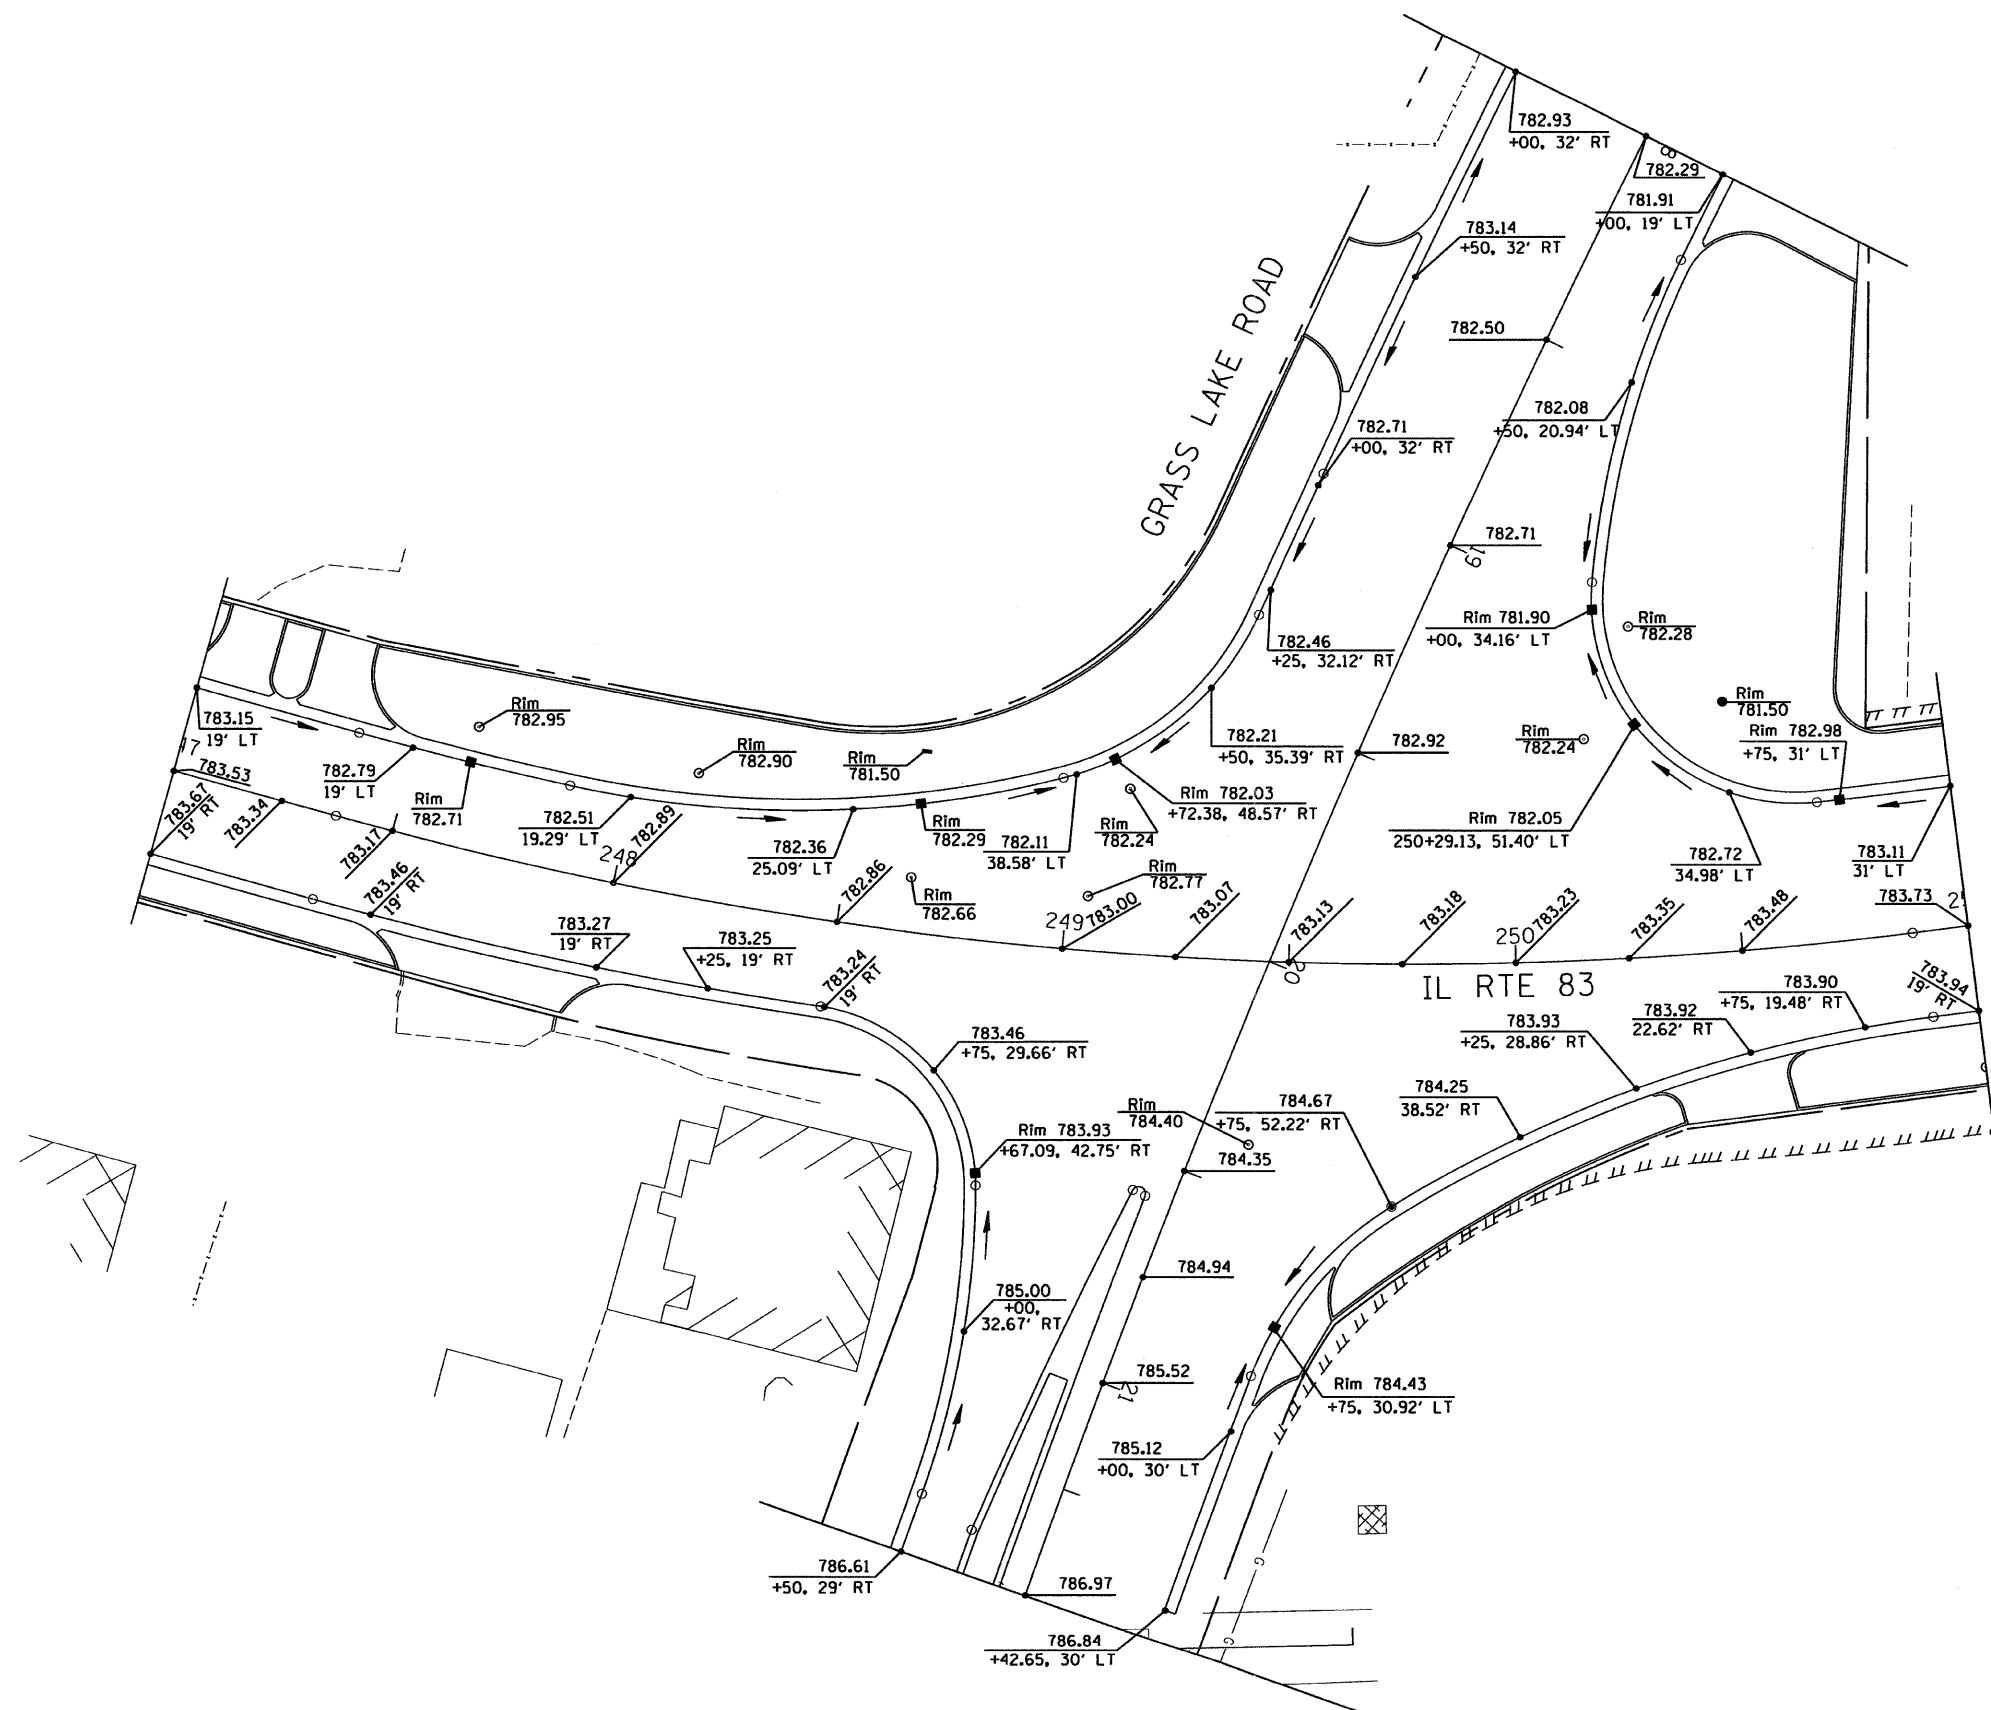 782.93
+00, 32' RT
8
782.29
781.91
+00, 19' LT
783.14
+50, 32' RT
GRASS LAKE ROAD
782.50
782.08
+50, 20.94' LT
782.71
+00, 32' RT
782.71
19
Rim 781.90
+00, 34.16' LT
Rim
782.28
782.46
+25, 32.12' RT
783.15
19' LT
Rim
782.95
Rim
781.50
Rim 782.98
+75, 31' LT
17
783.53
783.67
19' RT
783.34
782.79
19' LT
Rim
782.71
Rim
782.90
Rim
781.50
782.21
+50, 35.39' RT
782.92
Rim
782.24
783.17
782.51
19.29' LT
782.89
248
782.36
25.09' LT
Rim
782.29
782.11
38.58' LT
Rim
782.24
Rim 782.03
+72.38, 48.57' RT
Rim 782.05
250+29.13, 51.40' LT
782.72
34.98' LT
783.11
31' LT
783.46
19' RT
782.86
Rim
782.66
Rim
782.77
249
783.00
783.07
783.13
783.18
250
783.23
783.35
783.48
783.73
783.27
19' RT
783.25
+25, 19' RT
783.24
19' RT
20
IL RTE 83
783.90
+75, 19.48' RT
783.94
19' RT
783.92
22.62' RT
783.93
+25, 28.86' RT
783.46
+75, 29.66' RT
784.25
38.52' RT
784.67
+75, 52.22' RT
Rim
784.40
Rim 783.93
+67.09, 42.75' RT
784.35
784.94
785.00
+00,
32.67' RT
785.52
21
Rim 784.43
+75, 30.92' LT
785.12
+00, 30' LT
G
786.61
+50, 29' RT
786.97
786.84
+42.65, 30' LT
G